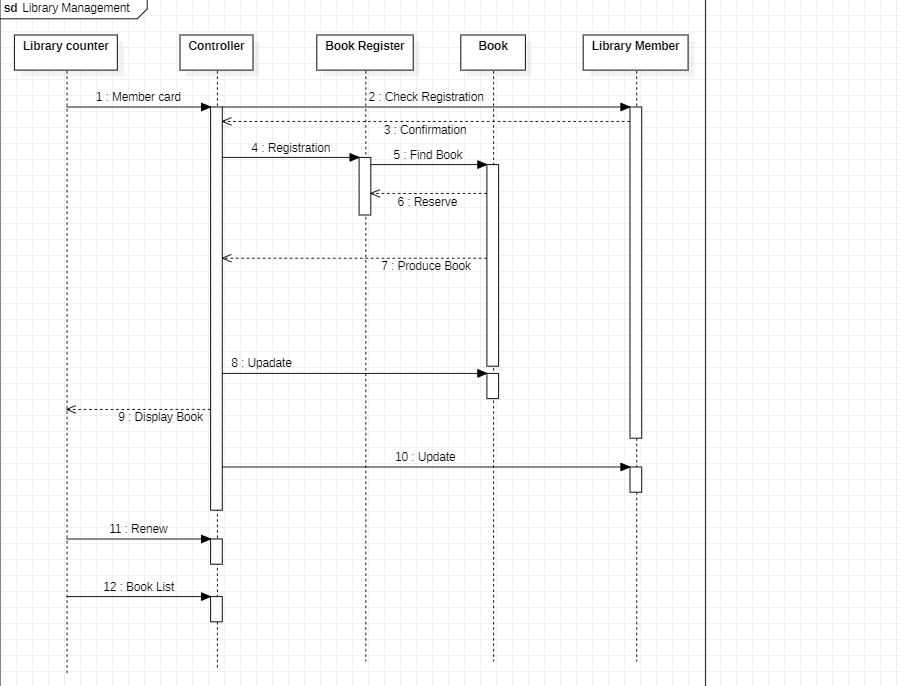 sd Library Management
Library counter
Controller
Book Register
Book
Library Member
1 : Member card
2 : Check Registration
3 : Confirmation
4 : Registration
5 : Find Book
6 : Reserve
7 : Produce Book
8 : Upadate
9 : Display Book
10 : Update
11 : Renew
12 : Book List